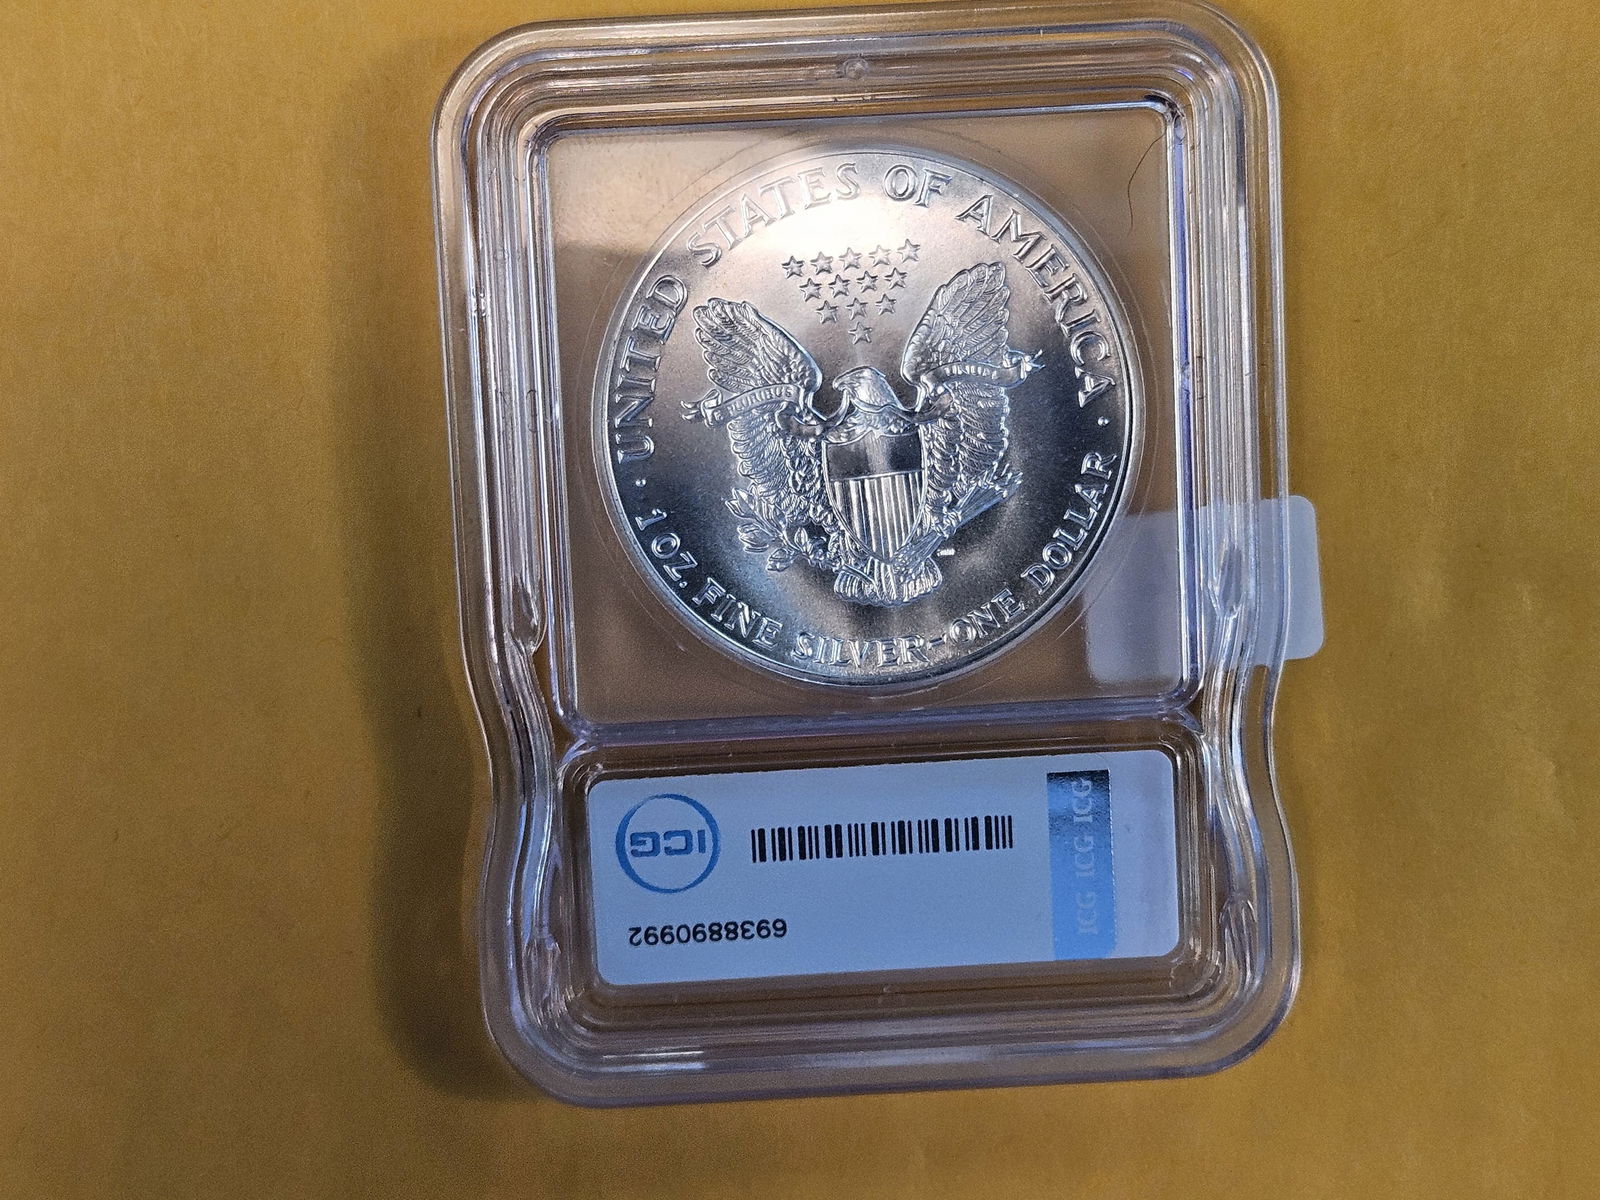 UNITED STATES OF AMERICA
E PLURIBUS UNUM
· 1 OZ. FINE SILVER-ONE DOLLAR ·
ICG
6938890992
ICG ICG ICG